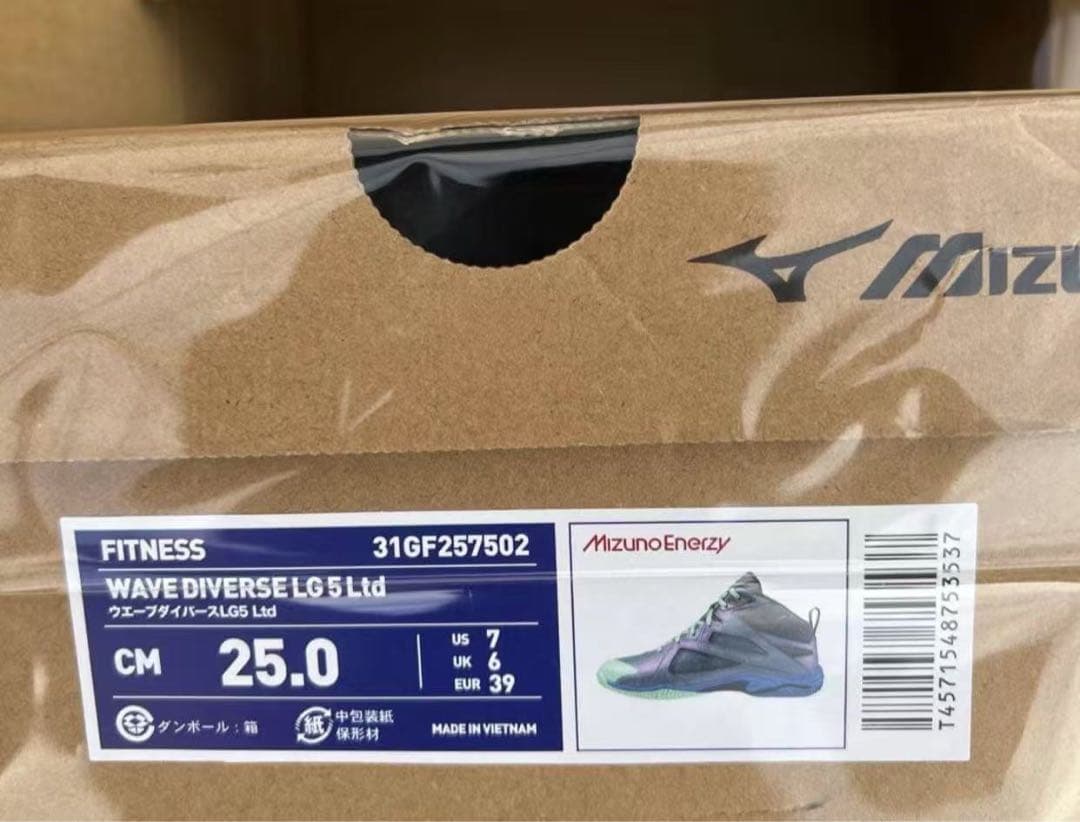 MIZU
FITNESS 31GF257502
WAVE DIVERSE LG 5 Ltd
ウエーブダイバースLG5 Ltd
CM 25.0
US 7
UK 6
EUR 39
ダンボール：箱
紙 中包装紙
保形材
MADE IN VIETNAM
MizunoEnerzy
T4571548753537